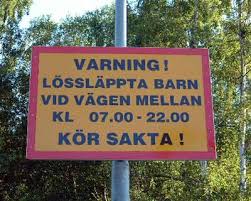 VARNING !
LÖSSLÄPPTA BARN
VID VÄGEN MELLAN
KL 07.00 - 22.00
KÖR SAKTA !